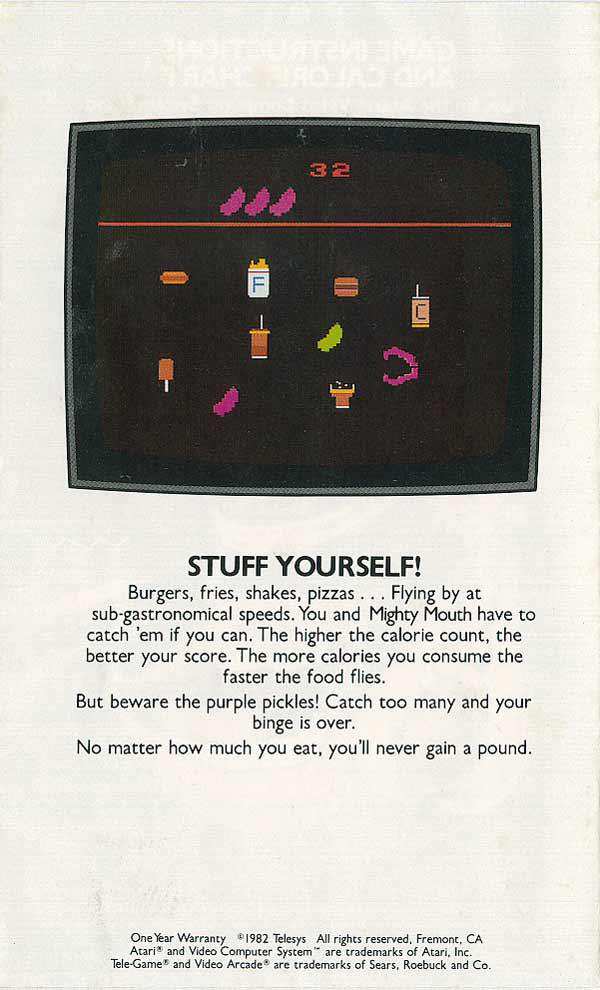 GAME INSTRUCTIONS
AND CALORIE CHART
32
F
C
STUFF YOURSELF!
Burgers, fries, shakes, pizzas . . . Flying by at
sub-gastronomical speeds. You and Mighty Mouth have to
catch 'em if you can. The higher the calorie count, the
better your score. The more calories you consume the
faster the food flies.
But beware the purple pickles! Catch too many and your
binge is over.
No matter how much you eat, you'll never gain a pound.
One Year Warranty ©1982 Telesys All rights reserved, Fremont, CA
Atari® and Video Computer System™ are trademarks of Atari, Inc.
Tele-Game® and Video Arcade® are trademarks of Sears, Roebuck and Co.